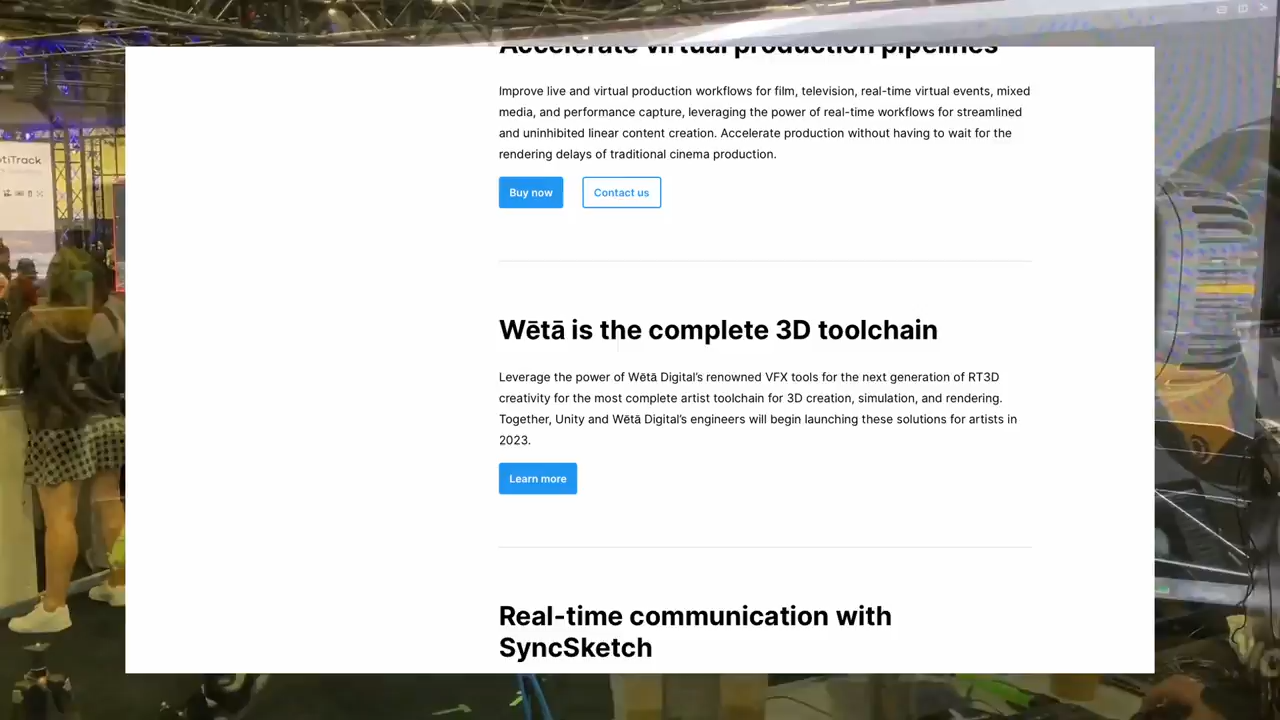 Accelerate virtual production pipelines
Improve live and virtual production workflows for film, television, real-time virtual events, mixed
media, and performance capture, leveraging the power of real-time workflows for streamlined
and uninhibited linear content creation. Accelerate production without having to wait for the
rendering delays of traditional cinema production.
Buy now
Contact us
Wētā is the complete 3D toolchain
Leverage the power of Wētā Digital’s renowned VFX tools for the next generation of RT3D
creativity for the most complete artist toolchain for 3D creation, simulation, and rendering.
Together, Unity and Wētā Digital’s engineers will begin launching these solutions for artists in
2023.
Learn more
Real-time communication with
SyncSketch
tiTrack